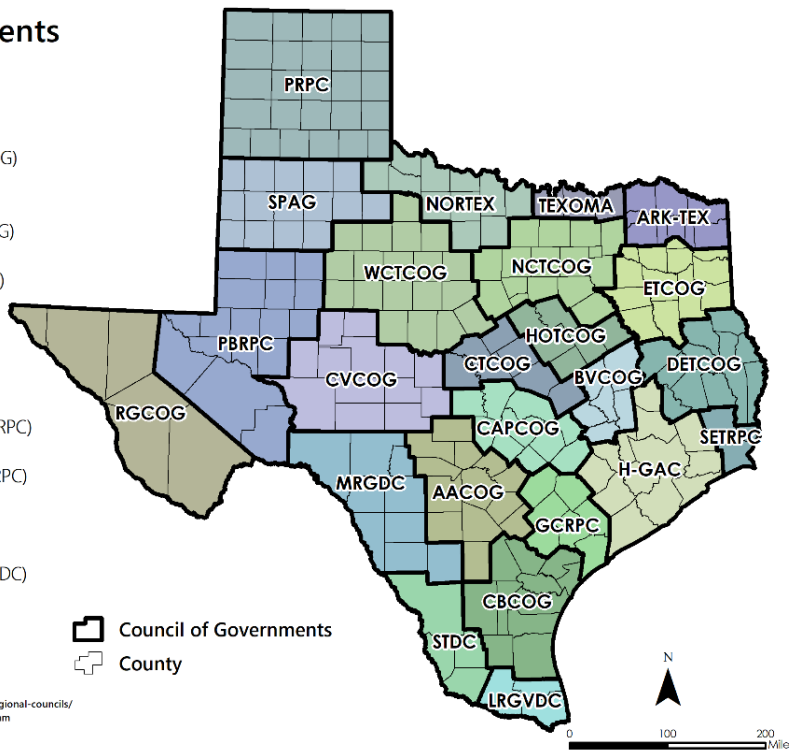 ents
PRPC
G)
SPAG
NORTEX
TEXOMA
ARK-TEX
G)
WCTCOG
NCTCOG
)
ETCOG
PBRPC
HOTCOG
CTCOG
DETCOG
CVCOG
BVCOG
RGCOG
RPC)
CAPCOG
SETRPC
H-GAC
PC)
MRGDC
AACOG
GCRPC
DC)
CBCOG
Council of Governments
STDC
County
N
LRGVDC
gional-councils/
am
0 100 200
Mile